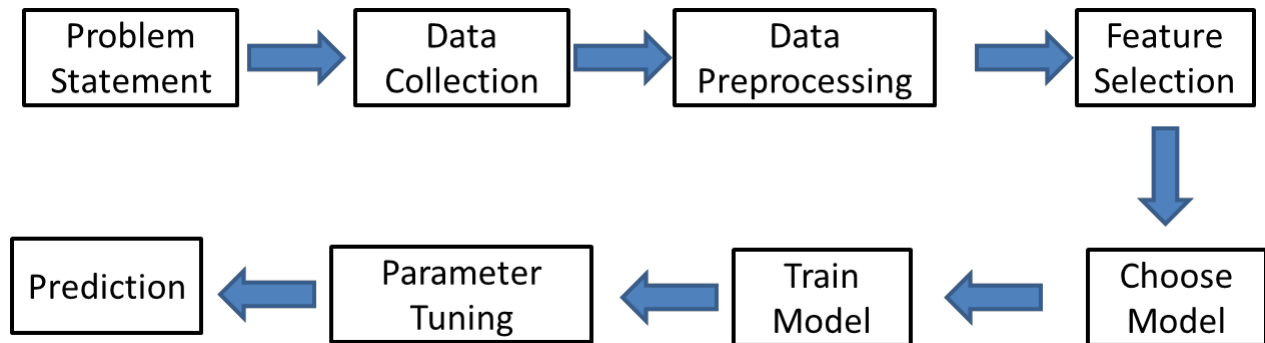 Problem
Statement
Data
Collection
Data
Preprocessing
Feature
Selection
Choose
Model
Train
Model
Parameter
Tuning
Prediction